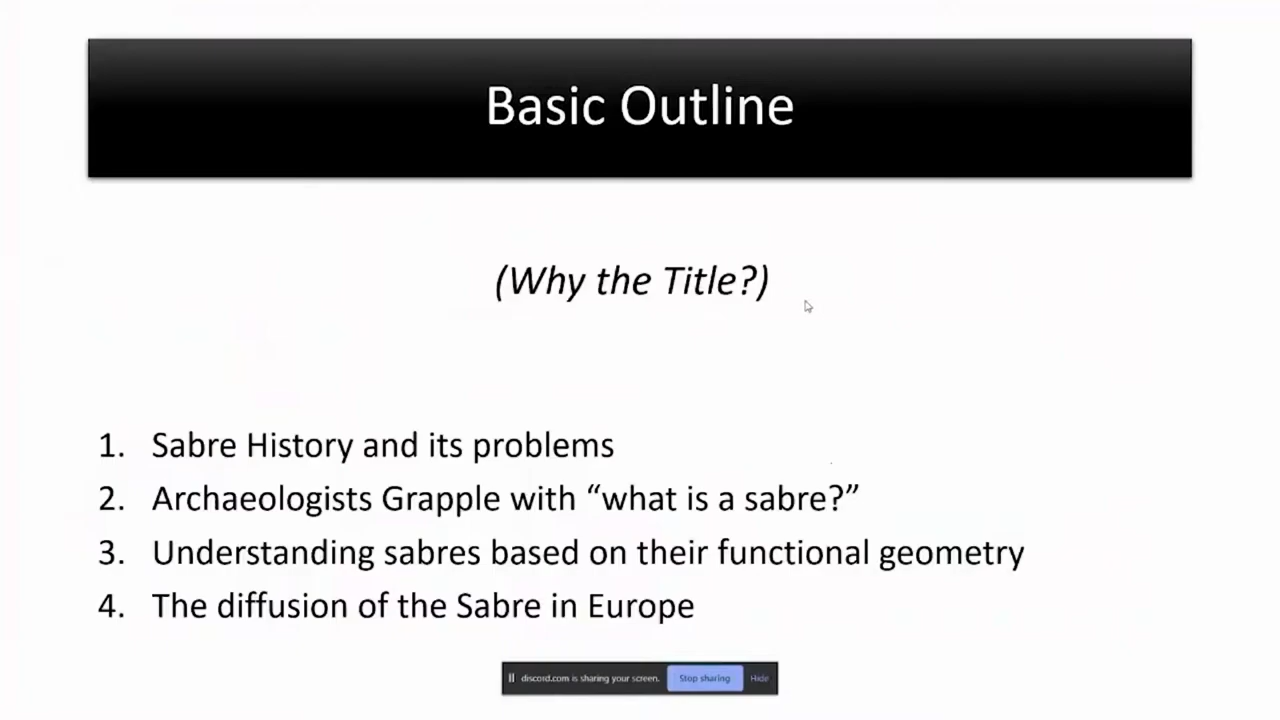 Basic Outline
(Why the Title?)
1. Sabre History and its problems
2. Archaeologists Grapple with “what is a sabre?”
3. Understanding sabres based on their functional geometry
4. The diffusion of the Sabre in Europe
discord.com is sharing your screen. Stop sharing Hide